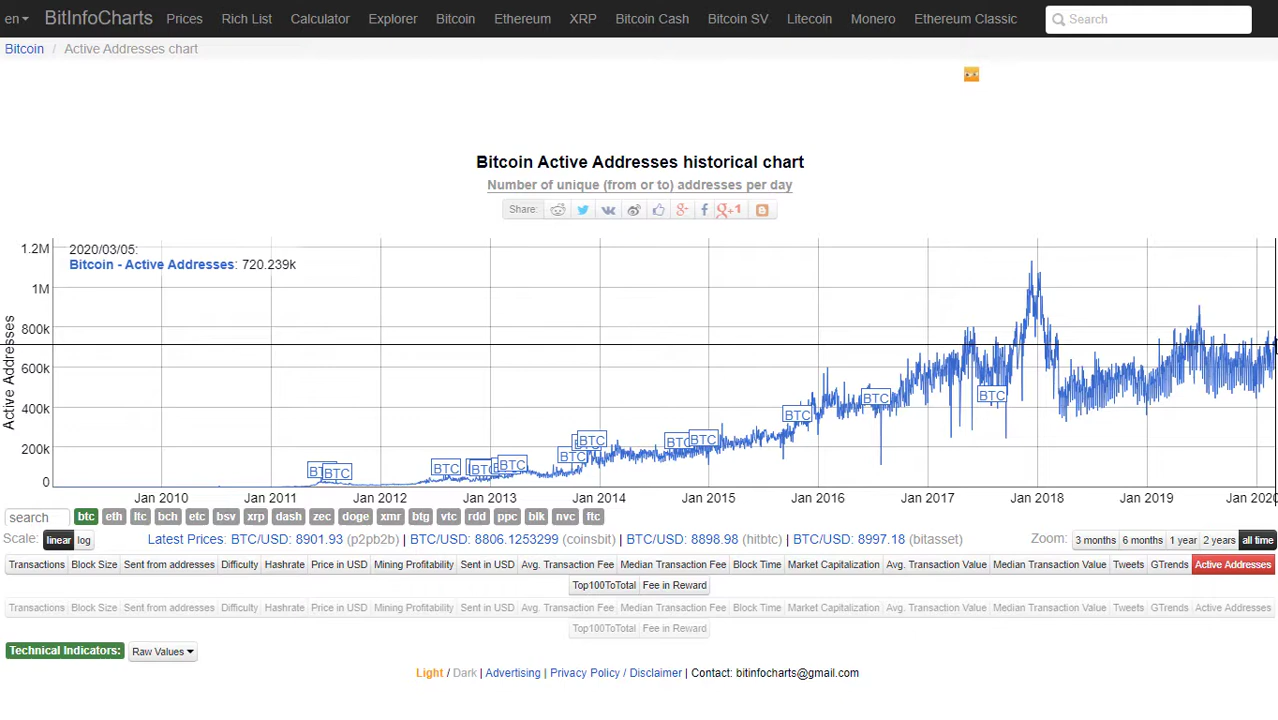 en BitInfoCharts Prices Rich List Calculator Explorer Bitcoin Ethereum XRP Bitcoin Cash Bitcoin SV Litecoin Monero Ethereum Classic Search
Bitcoin / Active Addresses chart
Bitcoin Active Addresses historical chart
Number of unique (from or to) addresses per day
Share: g+ f g+1
1.2M
1M
800k
600k
400k
200k
0
Active Addresses
2020/03/05:
Bitcoin - Active Addresses: 720.239k
BTC BTC BTC BTC BTC BTC BTC BTC BTC BTC BTC
Jan 2010 Jan 2011 Jan 2012 Jan 2013 Jan 2014 Jan 2015 Jan 2016 Jan 2017 Jan 2018 Jan 2019 Jan 2020
search btc eth ltc bch etc bsv xrp dash zec doge xmr btg vtc rdd ppc blk nvc ftc
Scale: linear log Latest Prices: BTC/USD: 8901.93 (p2pb2b) | BTC/USD: 8806.1253299 (coinsbit) | BTC/USD: 8898.98 (hitbtc) | BTC/USD: 8997.18 (bitasset) Zoom: 3 months 6 months 1 year 2 years all time
Transactions Block Size Sent from addresses Difficulty Hashrate Price in USD Mining Profitability Sent in USD Avg. Transaction Fee Median Transaction Fee Block Time Market Capitalization Avg. Transaction Value Median Transaction Value Tweets GTrends Active Addresses
Top100ToTotal Fee in Reward
Transactions Block Size Sent from addresses Difficulty Hashrate Price in USD Mining Profitability Sent in USD Avg. Transaction Fee Median Transaction Fee Block Time Market Capitalization Avg. Transaction Value Median Transaction Value Tweets GTrends Active Addresses
Top100ToTotal Fee in Reward
Technical Indicators: Raw Values
Light / Dark | Advertising | Privacy Policy / Disclaimer | Contact: bitinfocharts@gmail.com